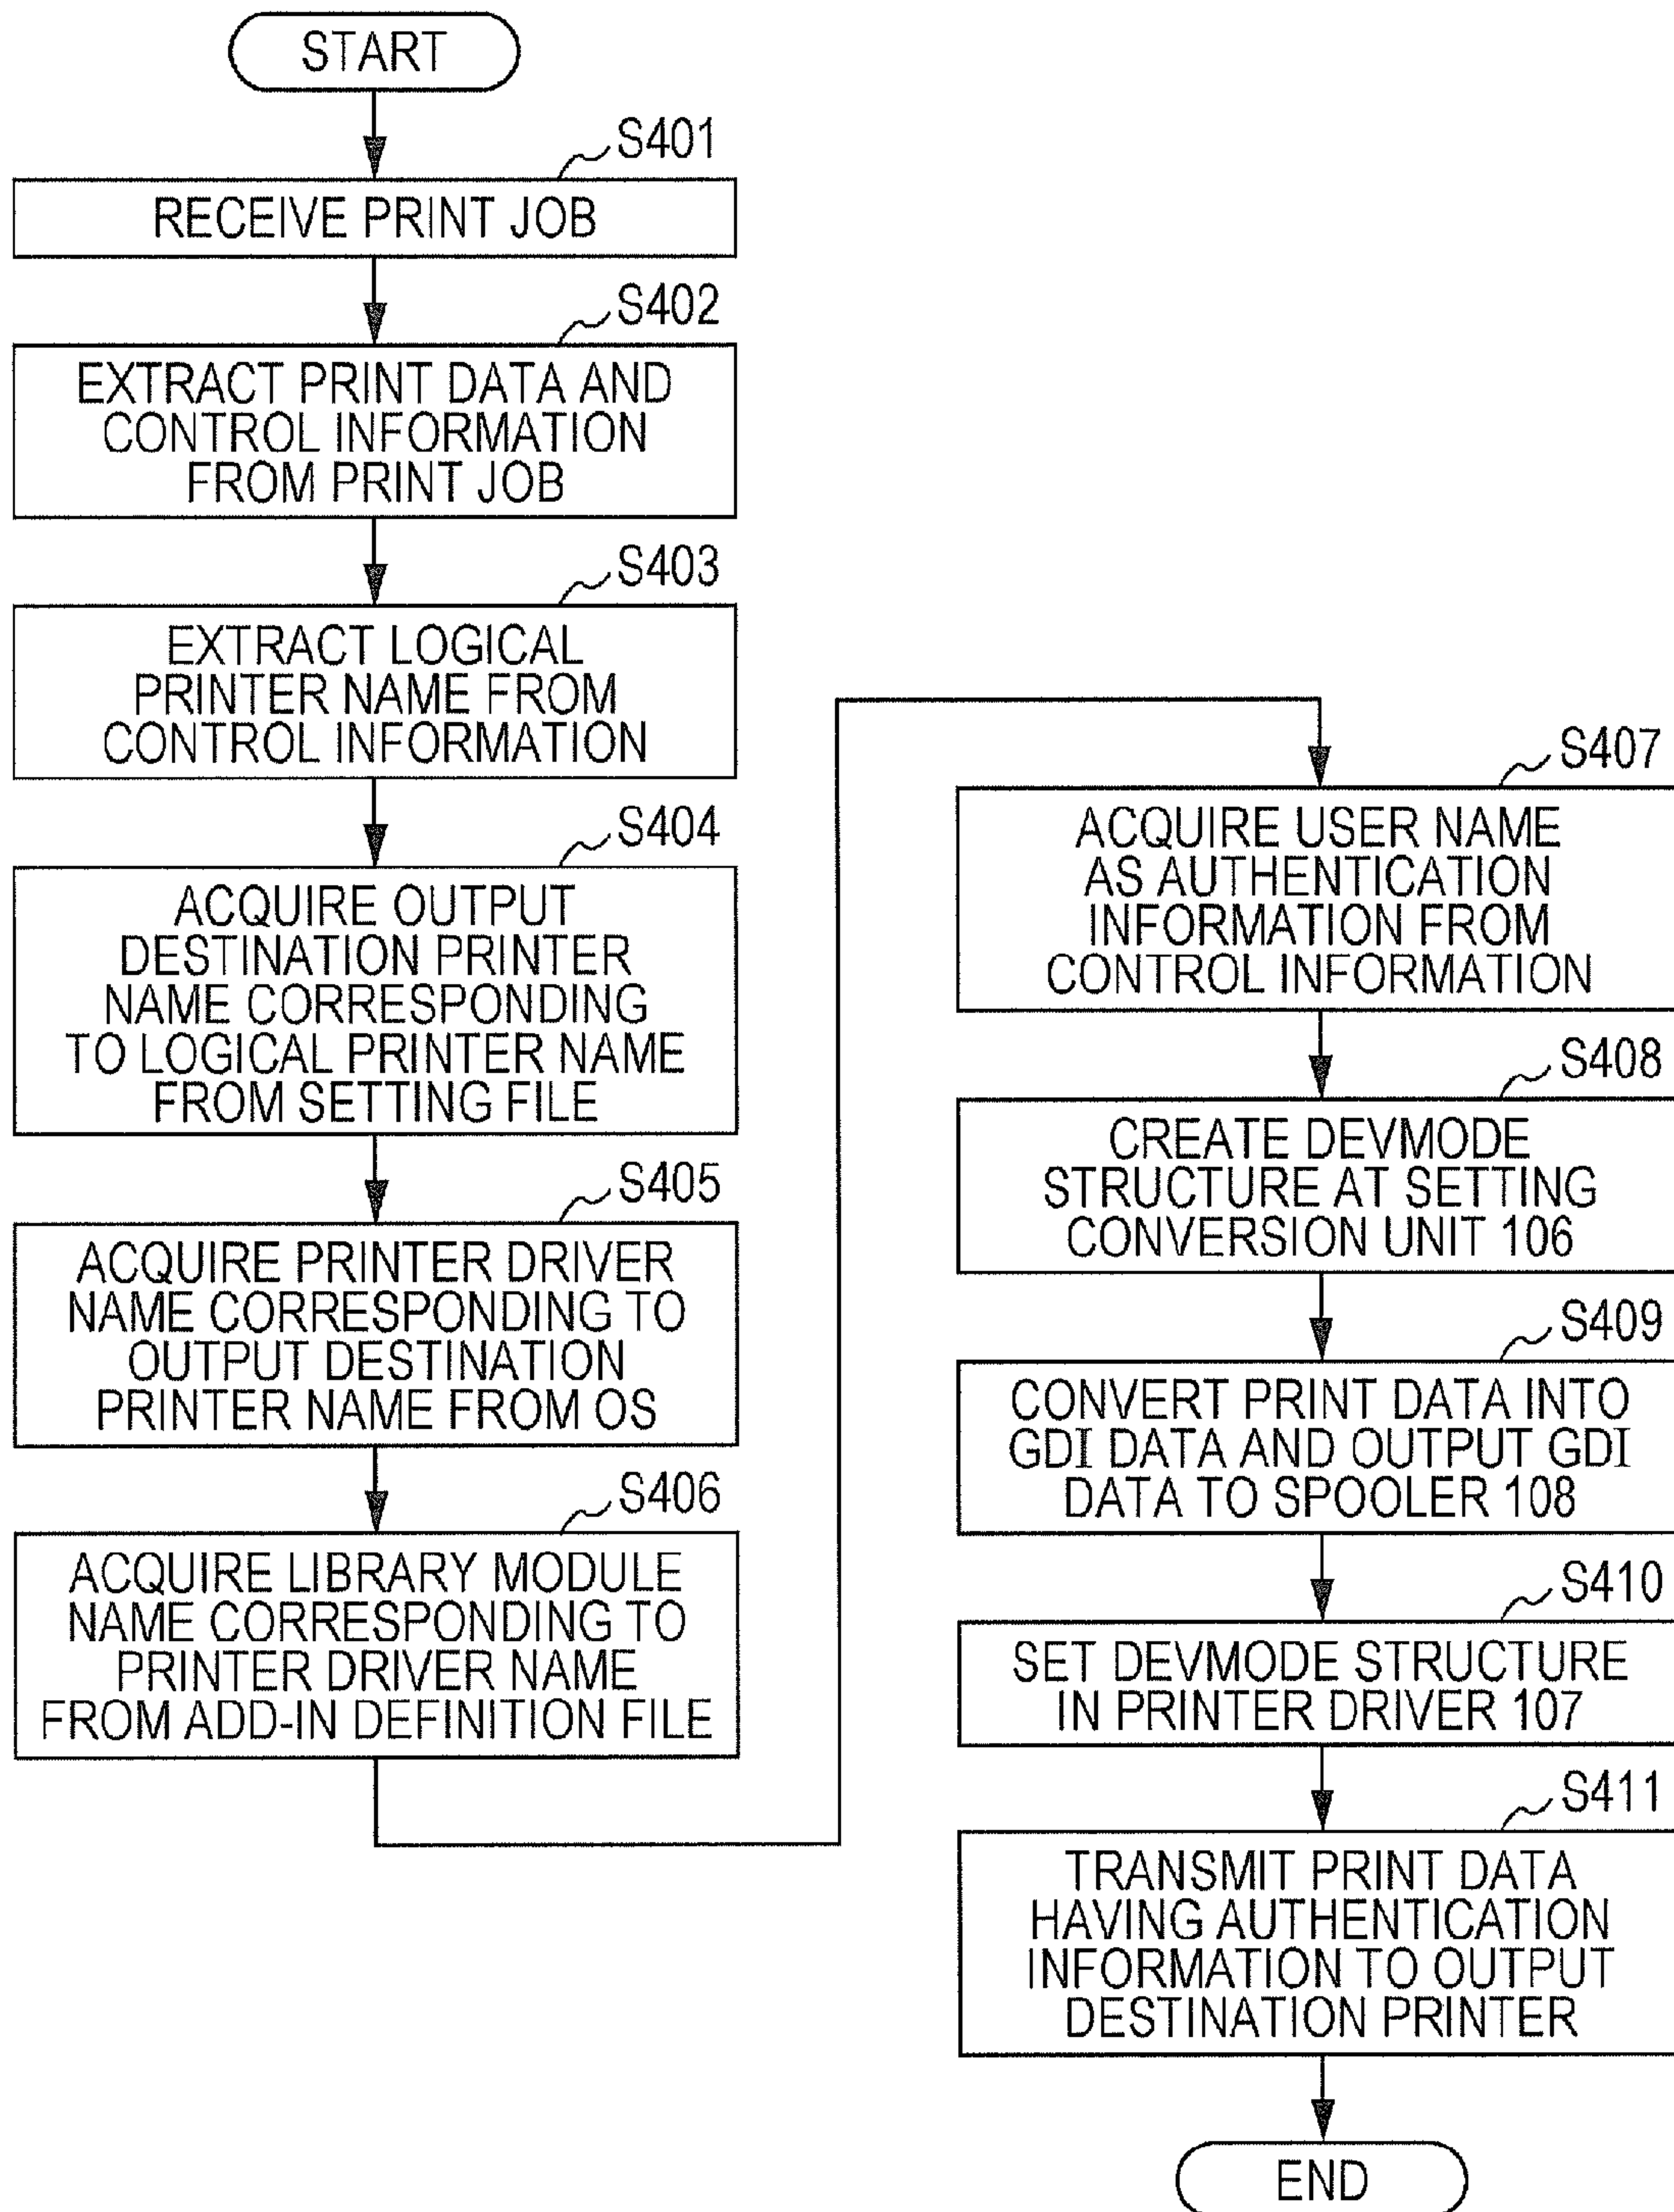 START
S401
RECEIVE PRINT JOB
S402
EXTRACT PRINT DATA AND
CONTROL INFORMATION
FROM PRINT JOB
S403
EXTRACT LOGICAL
PRINTER NAME FROM
CONTROL INFORMATION
S404
ACQUIRE OUTPUT
DESTINATION PRINTER
NAME CORRESPONDING
TO LOGICAL PRINTER NAME
FROM SETTING FILE
S405
ACQUIRE PRINTER DRIVER
NAME CORRESPONDING TO
OUTPUT DESTINATION
PRINTER NAME FROM OS
S406
ACQUIRE LIBRARY MODULE
NAME CORRESPONDING TO
PRINTER DRIVER NAME
FROM ADD-IN DEFINITION FILE
S407
ACQUIRE USER NAME
AS AUTHENTICATION
INFORMATION FROM
CONTROL INFORMATION
S408
CREATE DEVMODE
STRUCTURE AT SETTING
CONVERSION UNIT 106
S409
CONVERT PRINT DATA INTO
GDI DATA AND OUTPUT GDI
DATA TO SPOOLER 108
S410
SET DEVMODE STRUCTURE
IN PRINTER DRIVER 107
S411
TRANSMIT PRINT DATA
HAVING AUTHENTICATION
INFORMATION TO OUTPUT
DESTINATION PRINTER
END